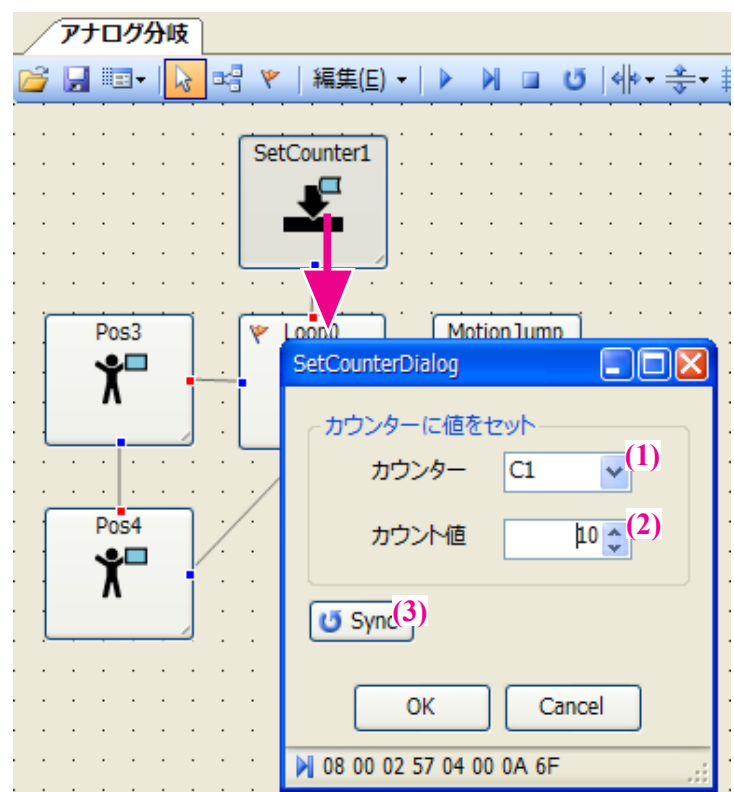 アナログ分岐
編集(E)
SetCounter1
Pos3
Loop0
MotionJump
SetCounterDialog
カウンターに値をセット
カウンター C1 (1)
カウント値 10 (2)
Pos4
Sync (3)
OK Cancel
08 00 02 57 04 00 0A 6F